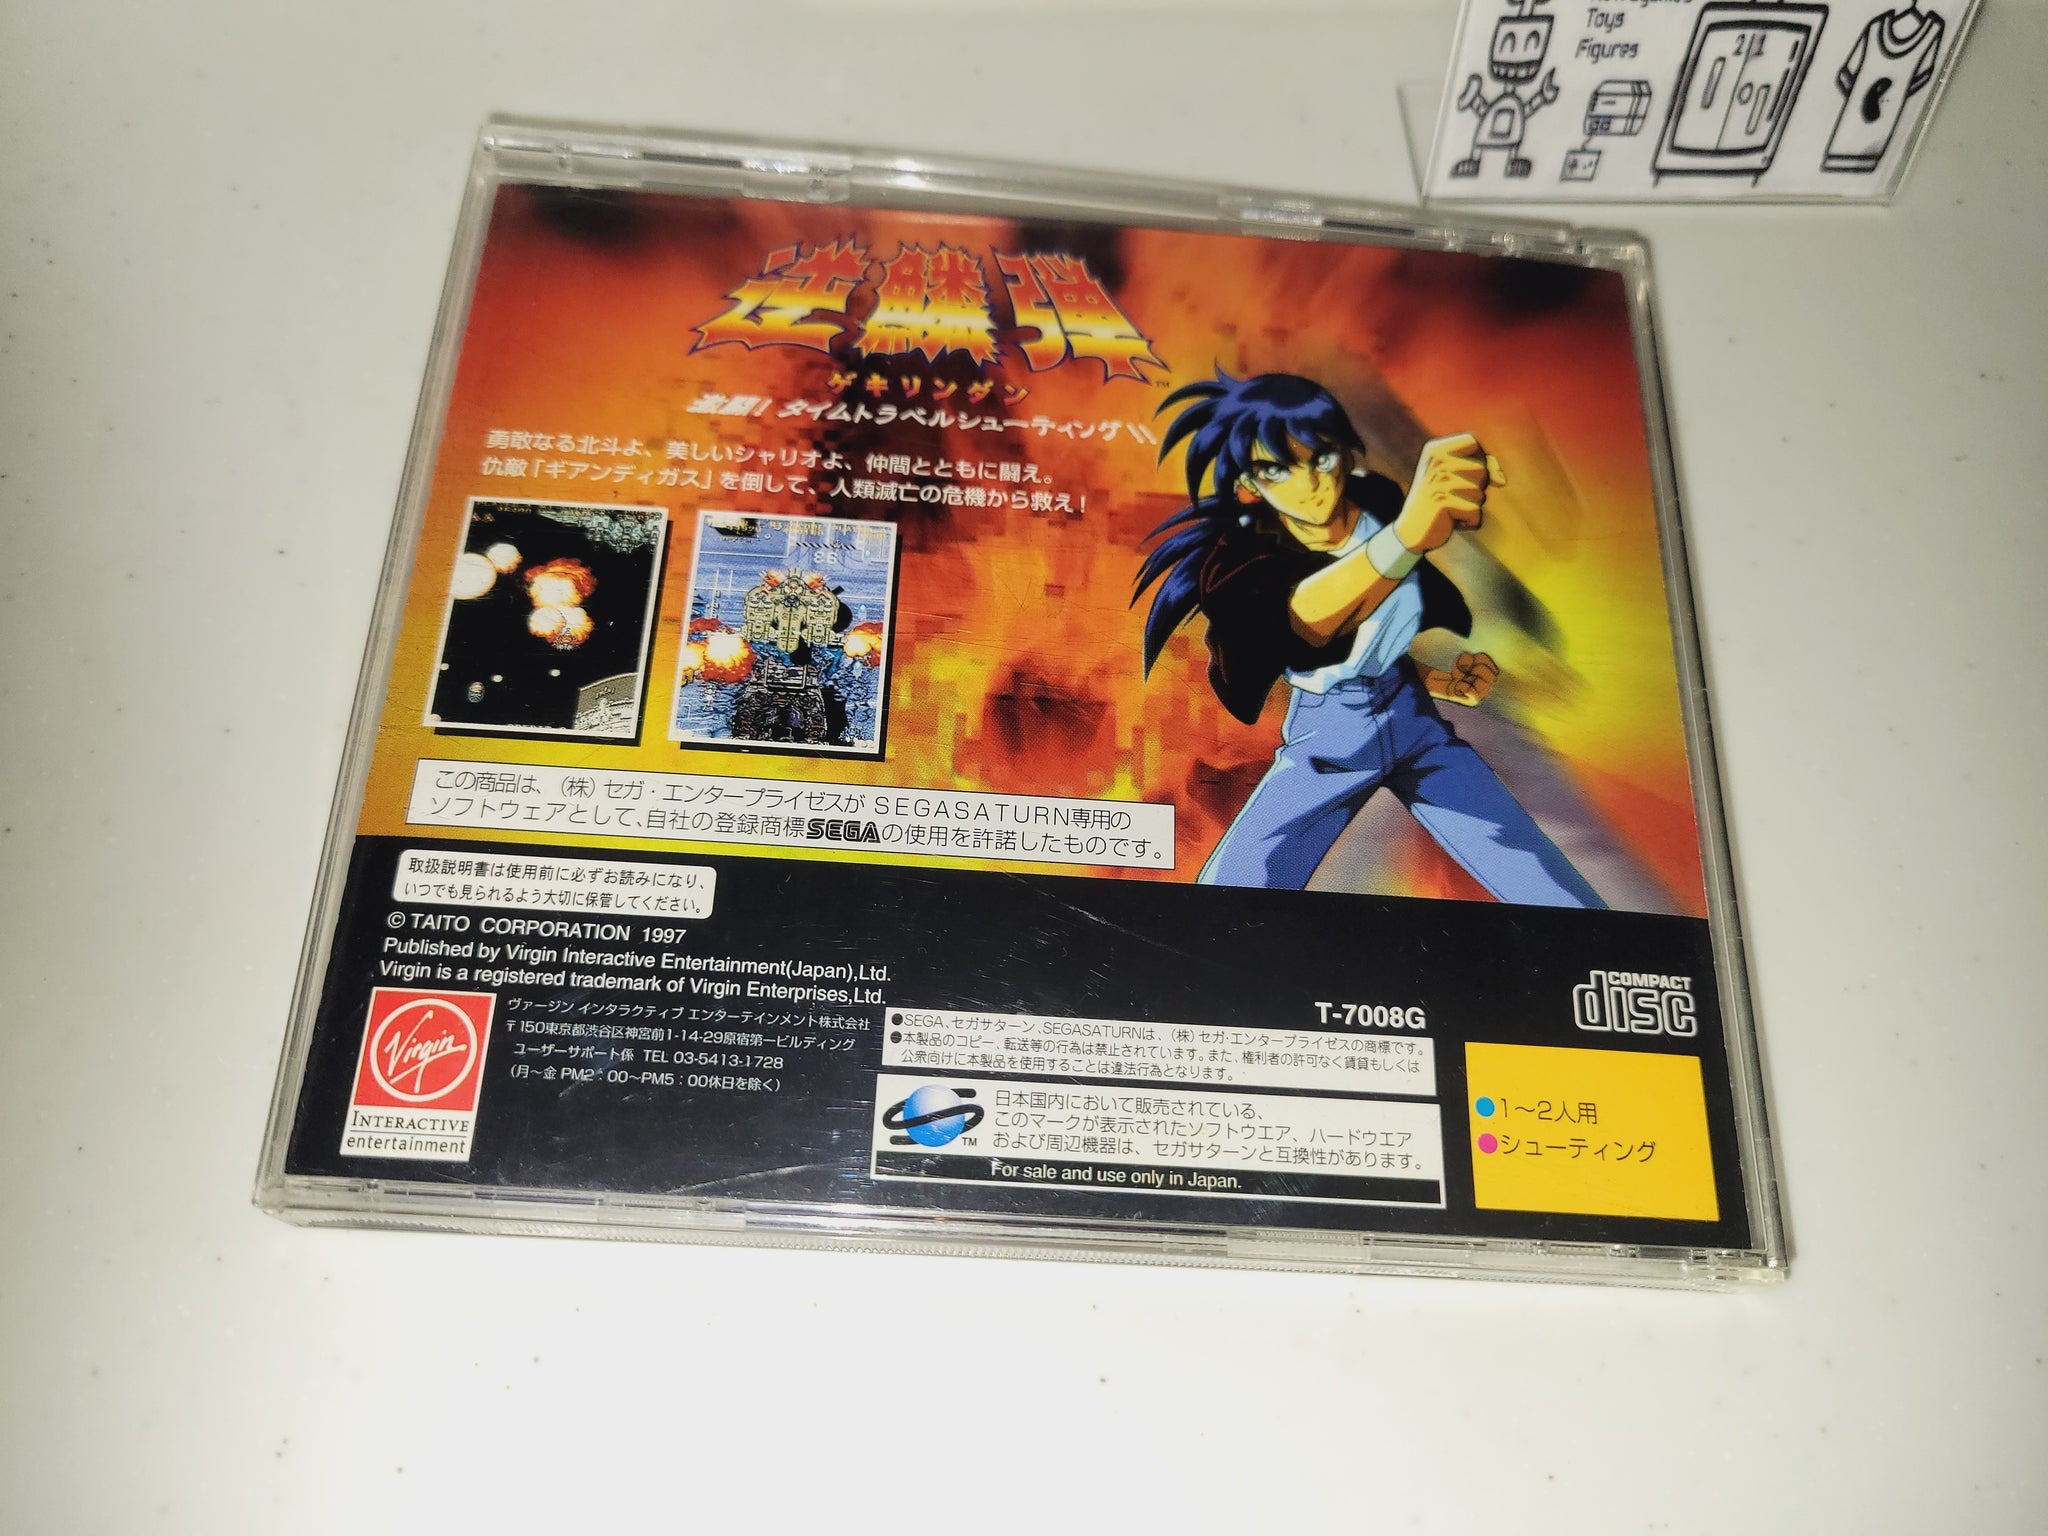 Toys
Figures
逆鱗弾
TM
ゲキリンダン
激闘！タイムトラベルシューティング!!
勇敢なる北斗よ、美しいシャリオよ、仲間とともに闘え。
仇敵「ギアンディガス」を倒して、人類滅亡の危機から救え！
この商品は、（株）セガ・エンタープライゼスが SEGASATURN専用の
ソフトウェアとして、自社の登録商標SEGAの使用を許諾したものです。
取扱説明書は使用前に必ずお読みになり、
いつでも見られるよう大切に保管してください。
© TAITO CORPORATION 1997
Published by Virgin Interactive Entertainment(Japan),Ltd.
Virgin is a registered trademark of Virgin Enterprises,Ltd.
Virgin
INTERACTIVE
entertainment
ヴァージン インタラクティブ エンターテインメント株式会社
〒150東京都渋谷区神宮前1-14-29原宿第一ビルディング
ユーザーサポート係 TEL 03-5413-1728
（月〜金 PM2：00〜PM5：00休日を除く）
T-7008G
COMPACT
disc
●SEGA、セガサターン、SEGASATURNは、（株）セガ・エンタープライゼスの商標です。
●本製品のコピー、転送等の行為は禁止されています。また、権利者の許可なく賃貸もしくは
公衆向けに本製品を使用することは違法行為となります。
TM
日本国内において販売されている、
このマークが表示されたソフトウエア、ハードウエア
および周辺機器は、セガサターンと互換性があります。
For sale and use only in Japan.
●1〜2人用
●シューティング